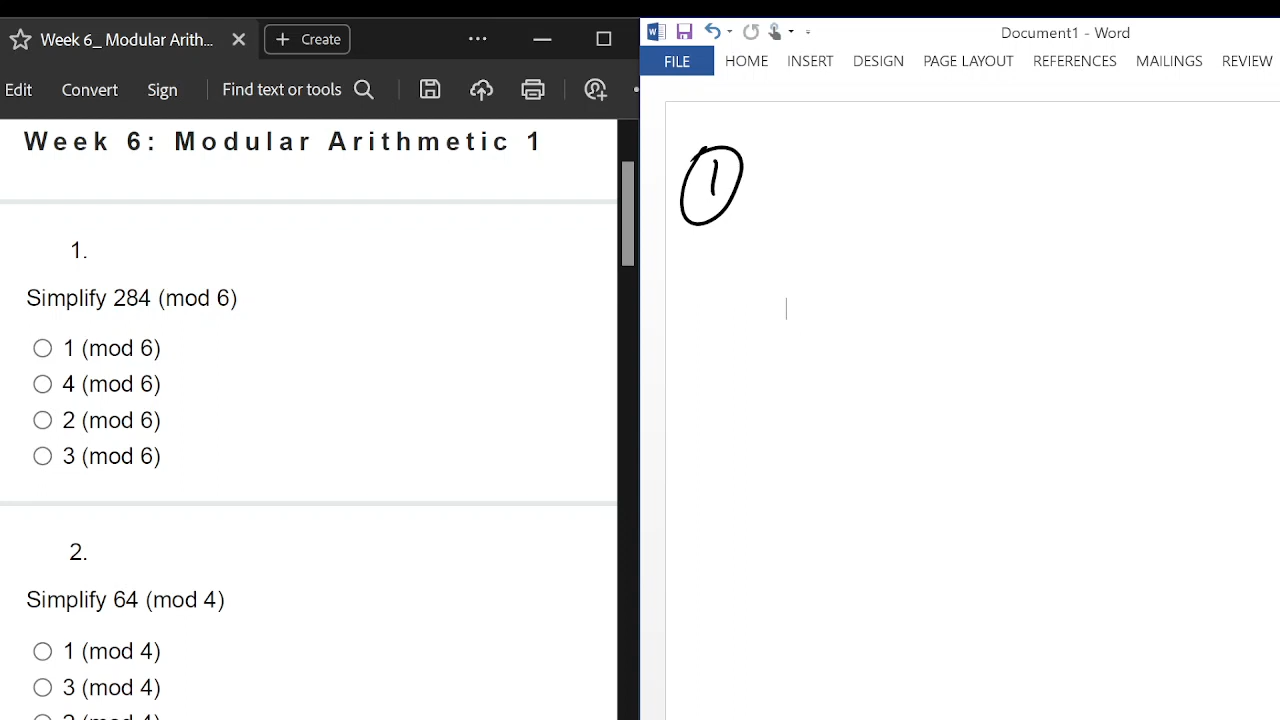 Week 6_ Modular Arith...
Create
Edit
Convert
Sign
Find text or tools
Week 6: Modular Arithmetic 1
1.
Simplify 284 (mod 6)
1 (mod 6)
4 (mod 6)
2 (mod 6)
3 (mod 6)
2.
Simplify 64 (mod 4)
1 (mod 4)
3 (mod 4)
Document1 - Word
FILE
HOME
INSERT
DESIGN
PAGE LAYOUT
REFERENCES
MAILINGS
REVIEW
1